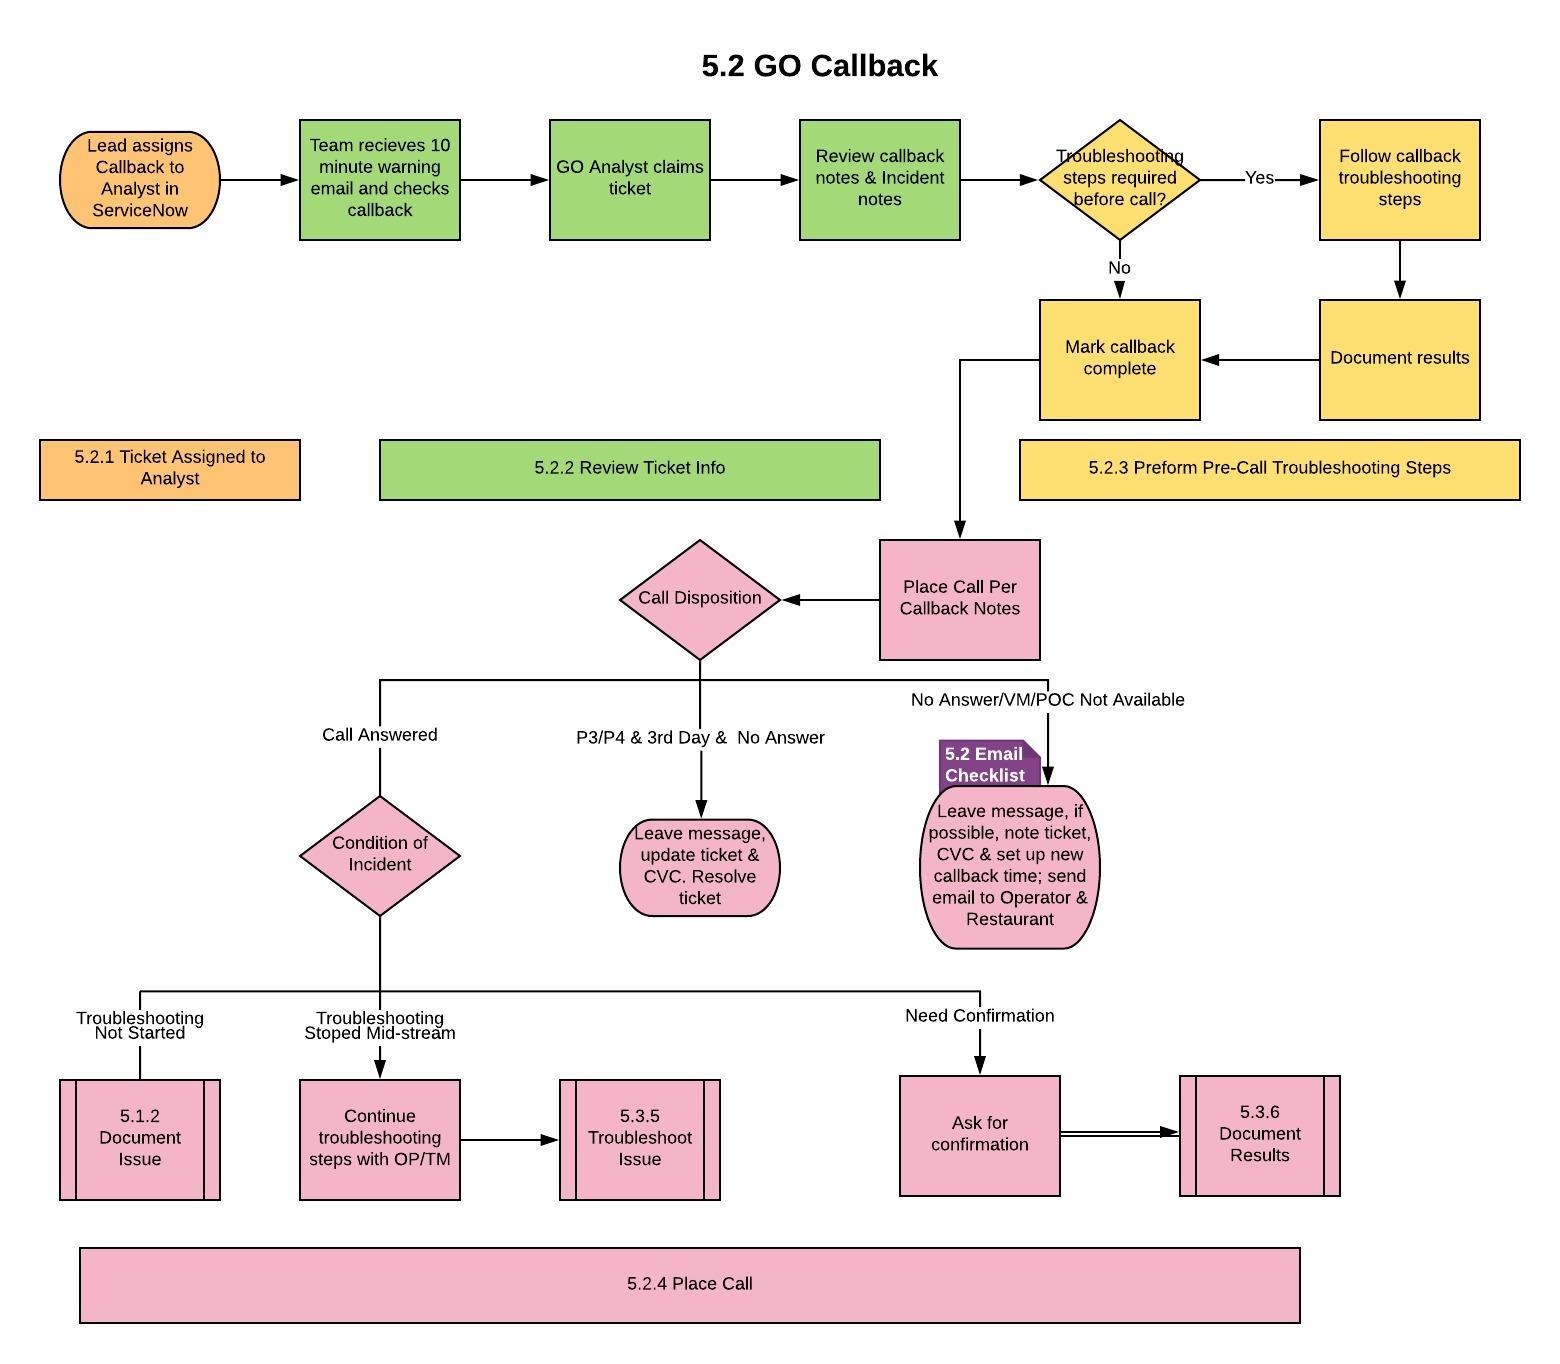 5.2 GO Callback
Lead assigns
Callback to
Analyst in
ServiceNow
Team recieves 10
minute warning
email and checks
callback
GO Analyst claims
ticket
Review callback
notes & Incident
notes
Troubleshooting
steps required
before call?
Yes
Follow callback
troubleshooting
steps
No
Mark callback
complete
Document results
5.2.1 Ticket Assigned to
Analyst
5.2.2 Review Ticket Info
5.2.3 Preform Pre-Call Troubleshooting Steps
Call Disposition
Place Call Per
Callback Notes
Call Answered
P3/P4 & 3rd Day &  No Answer
No Answer/VM/POC Not Available
5.2 Email
Checklist
Condition of
Incident
Leave message,
update ticket &
CVC. Resolve
ticket
Leave message, if
possible, note ticket,
CVC & set up new
callback time; send
email to Operator &
Restaurant
Troubleshooting
Not Started
Troubleshooting
Stoped Mid-stream
Need Confirmation
5.1.2
Document
Issue
Continue
troubleshooting
steps with OP/TM
5.3.5
Troubleshoot
Issue
Ask for
confirmation
5.3.6
Document
Results
5.2.4 Place Call